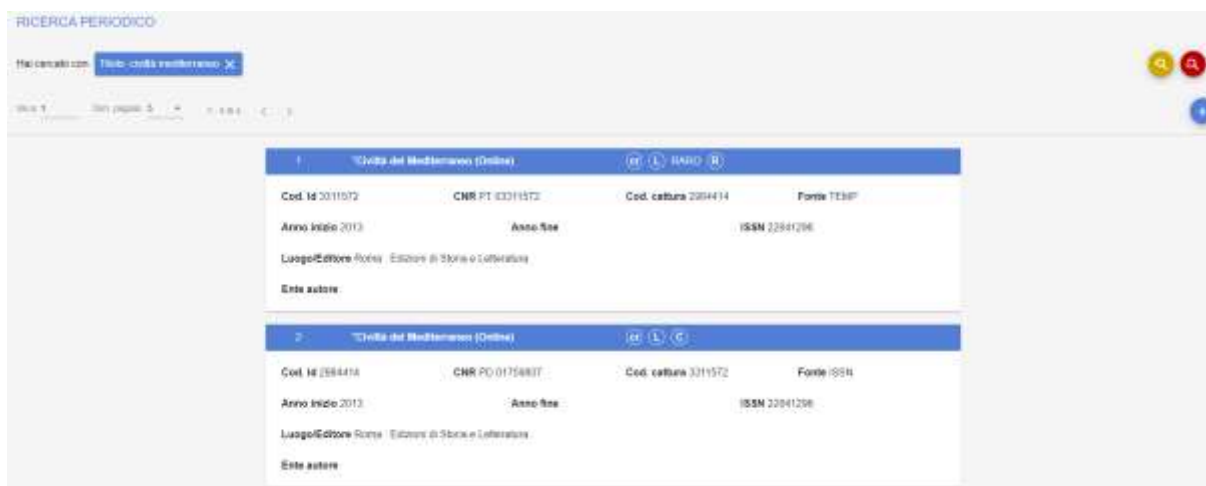 RICERCA PERIODICO
Hai cercato con Titolo: civiltà mediterraneo X
1 "Civiltà del Mediterraneo (Online) cr L RARO R
Cod. Id 3311572 CNR PT 03311572 Cod. cattura 2984414 Fonte TEMP
Anno inizio 2013 Anno fine ISSN 22841296
Luogo/Editore Roma : Edizioni di Storia e Letteratura
Ente autore
2 "Civiltà del Mediterraneo (Online) cr L C
Cod. Id 2984414 CNR PD Cod. cattura 3311572 Fonte ISSN
Anno inizio 2013 Anno fine ISSN 22841296
Luogo/Editore Roma : Edizioni di Storia e Letteratura
Ente autore